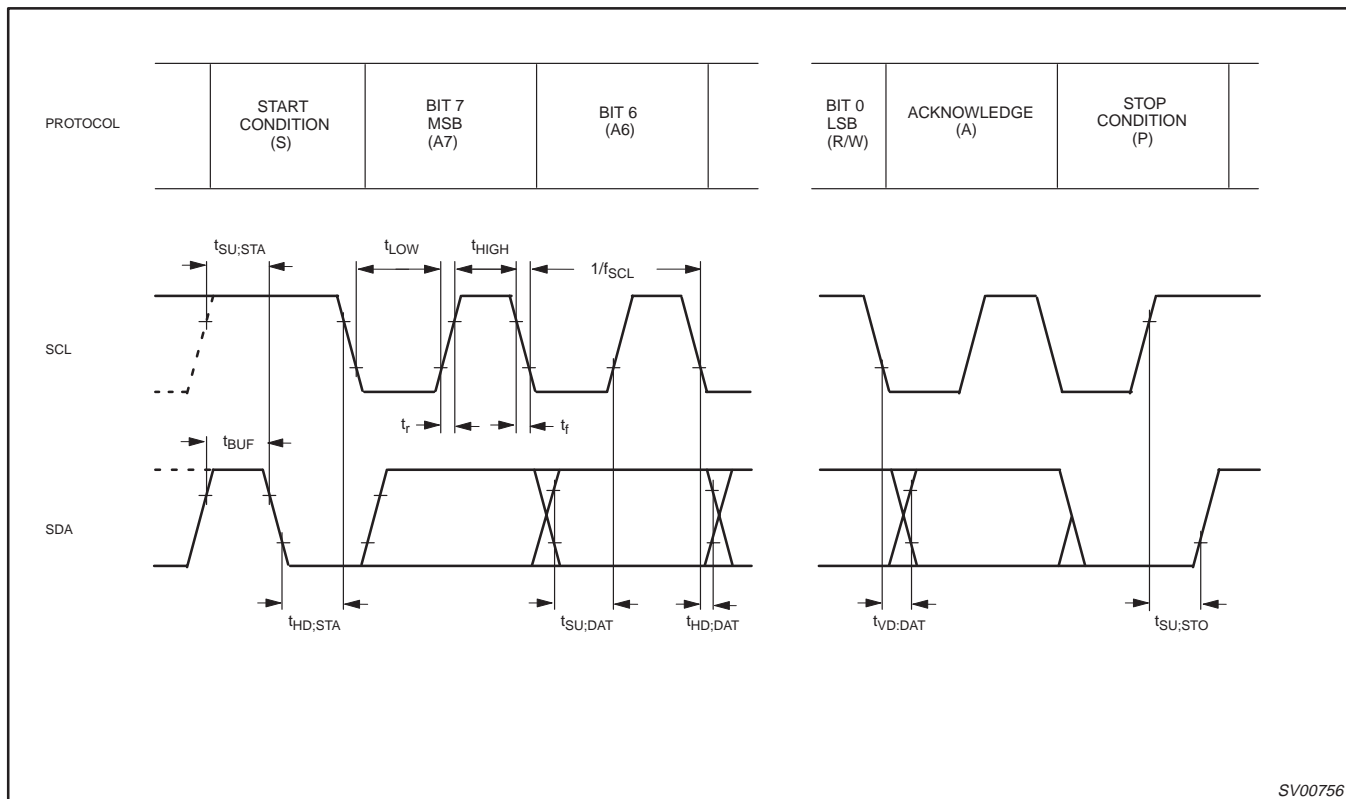 PROTOCOL
START
CONDITION
(S)
BIT 7
MSB
(A7)
BIT 6
(A6)
BIT 0
LSB
(R/W)
ACKNOWLEDGE
(A)
STOP
CONDITION
(P)
tSU;STA
tLOW
tHIGH
1/fSCL
SCL
tr
tf
tBUF
SDA
tHD;STA
tSU;DAT
tHD;DAT
tVD:DAT
tSU;STO
SV00756